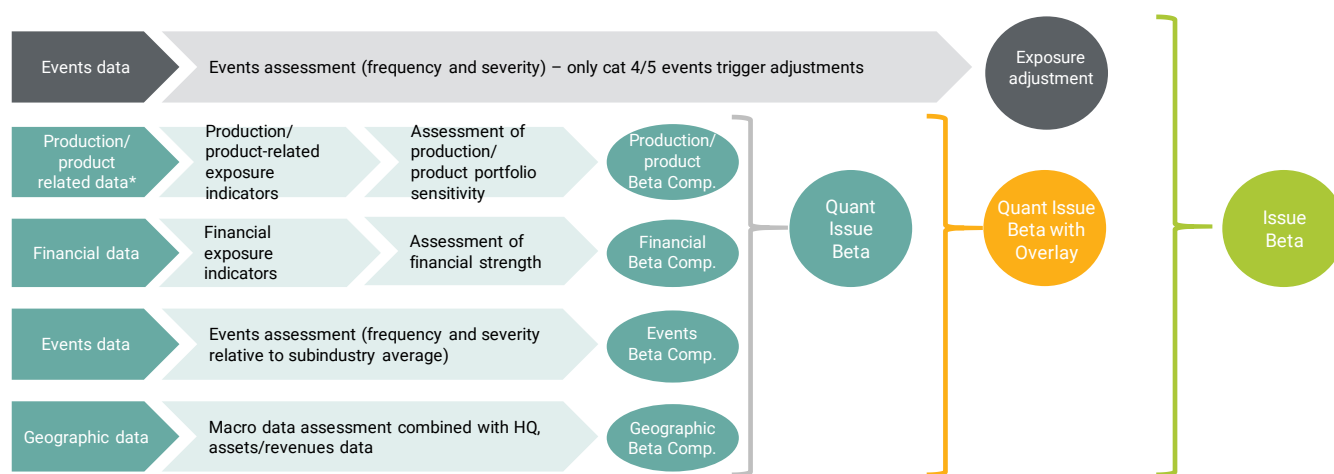 Events data
Events assessment (frequency and severity) – only cat 4/5 events trigger adjustments
Exposure
adjustment
Production/
product
related data*
Production/
product-related
exposure
indicators
Assessment of
production/
product portfolio
sensitivity
Production/
product
Beta Comp.
Financial data
Financial
exposure
indicators
Assessment of
financial strength
Financial
Beta Comp.
Quant
Issue
Beta
Quant Issue
Beta with
Overlay
Issue
Beta
Events data
Events assessment (frequency and severity
relative to subindustry average)
Events
Beta Comp.
Geographic data
Macro data assessment combined with HQ,
assets/revenues data
Geographic
Beta Comp.